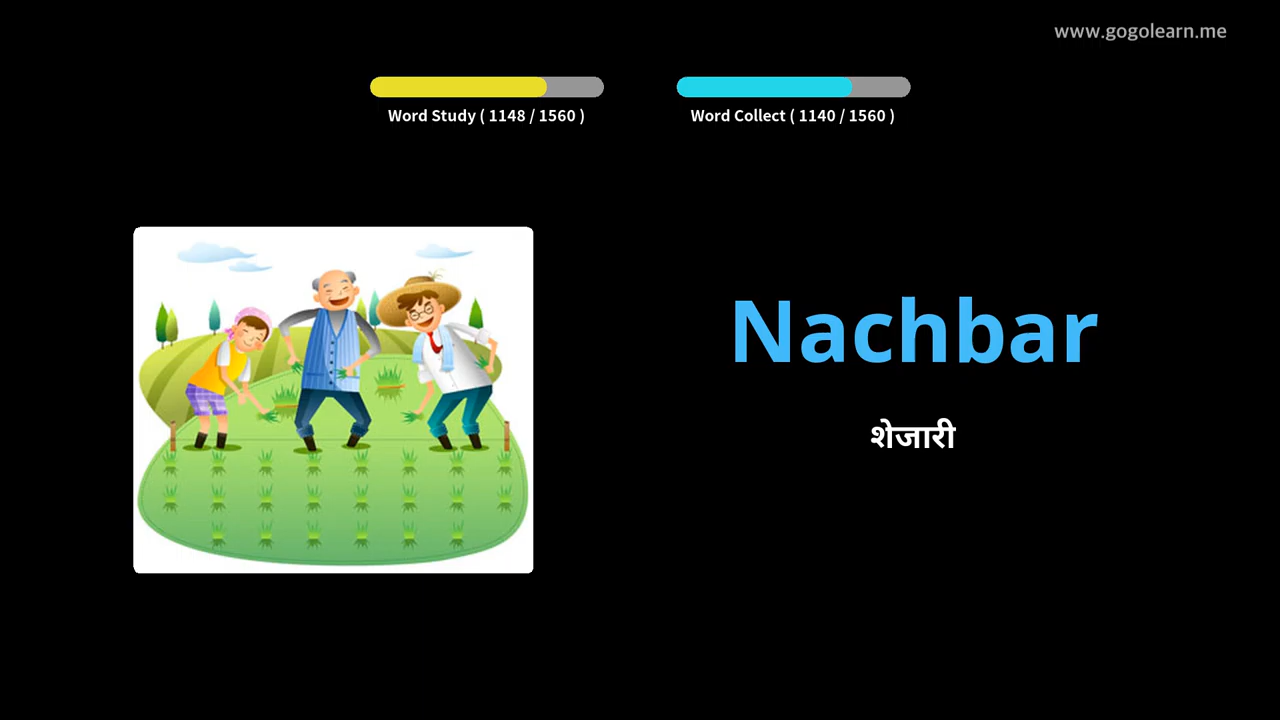 www.gogolearn.me
Word Study ( 1148 / 1560 )
Word Collect ( 1140 / 1560 )
Nachbar
शेजारी